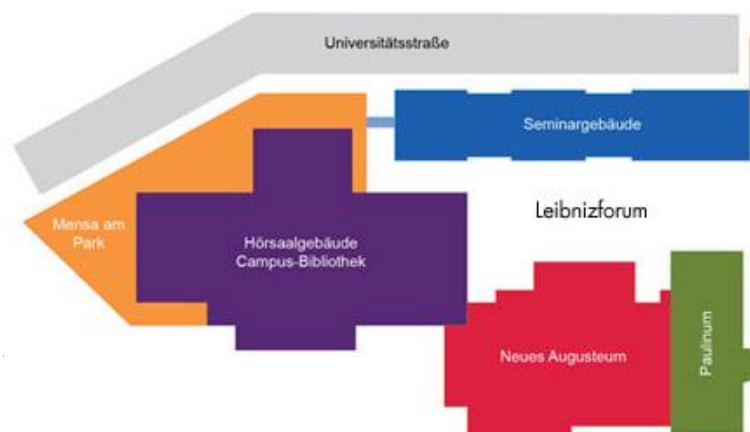 Universitätsstraße
Seminargebäude
Leibnizforum
Mensa am
Park
Hörsaalgebäude
Campus-Bibliothek
Neues Augusteum
Paulinum